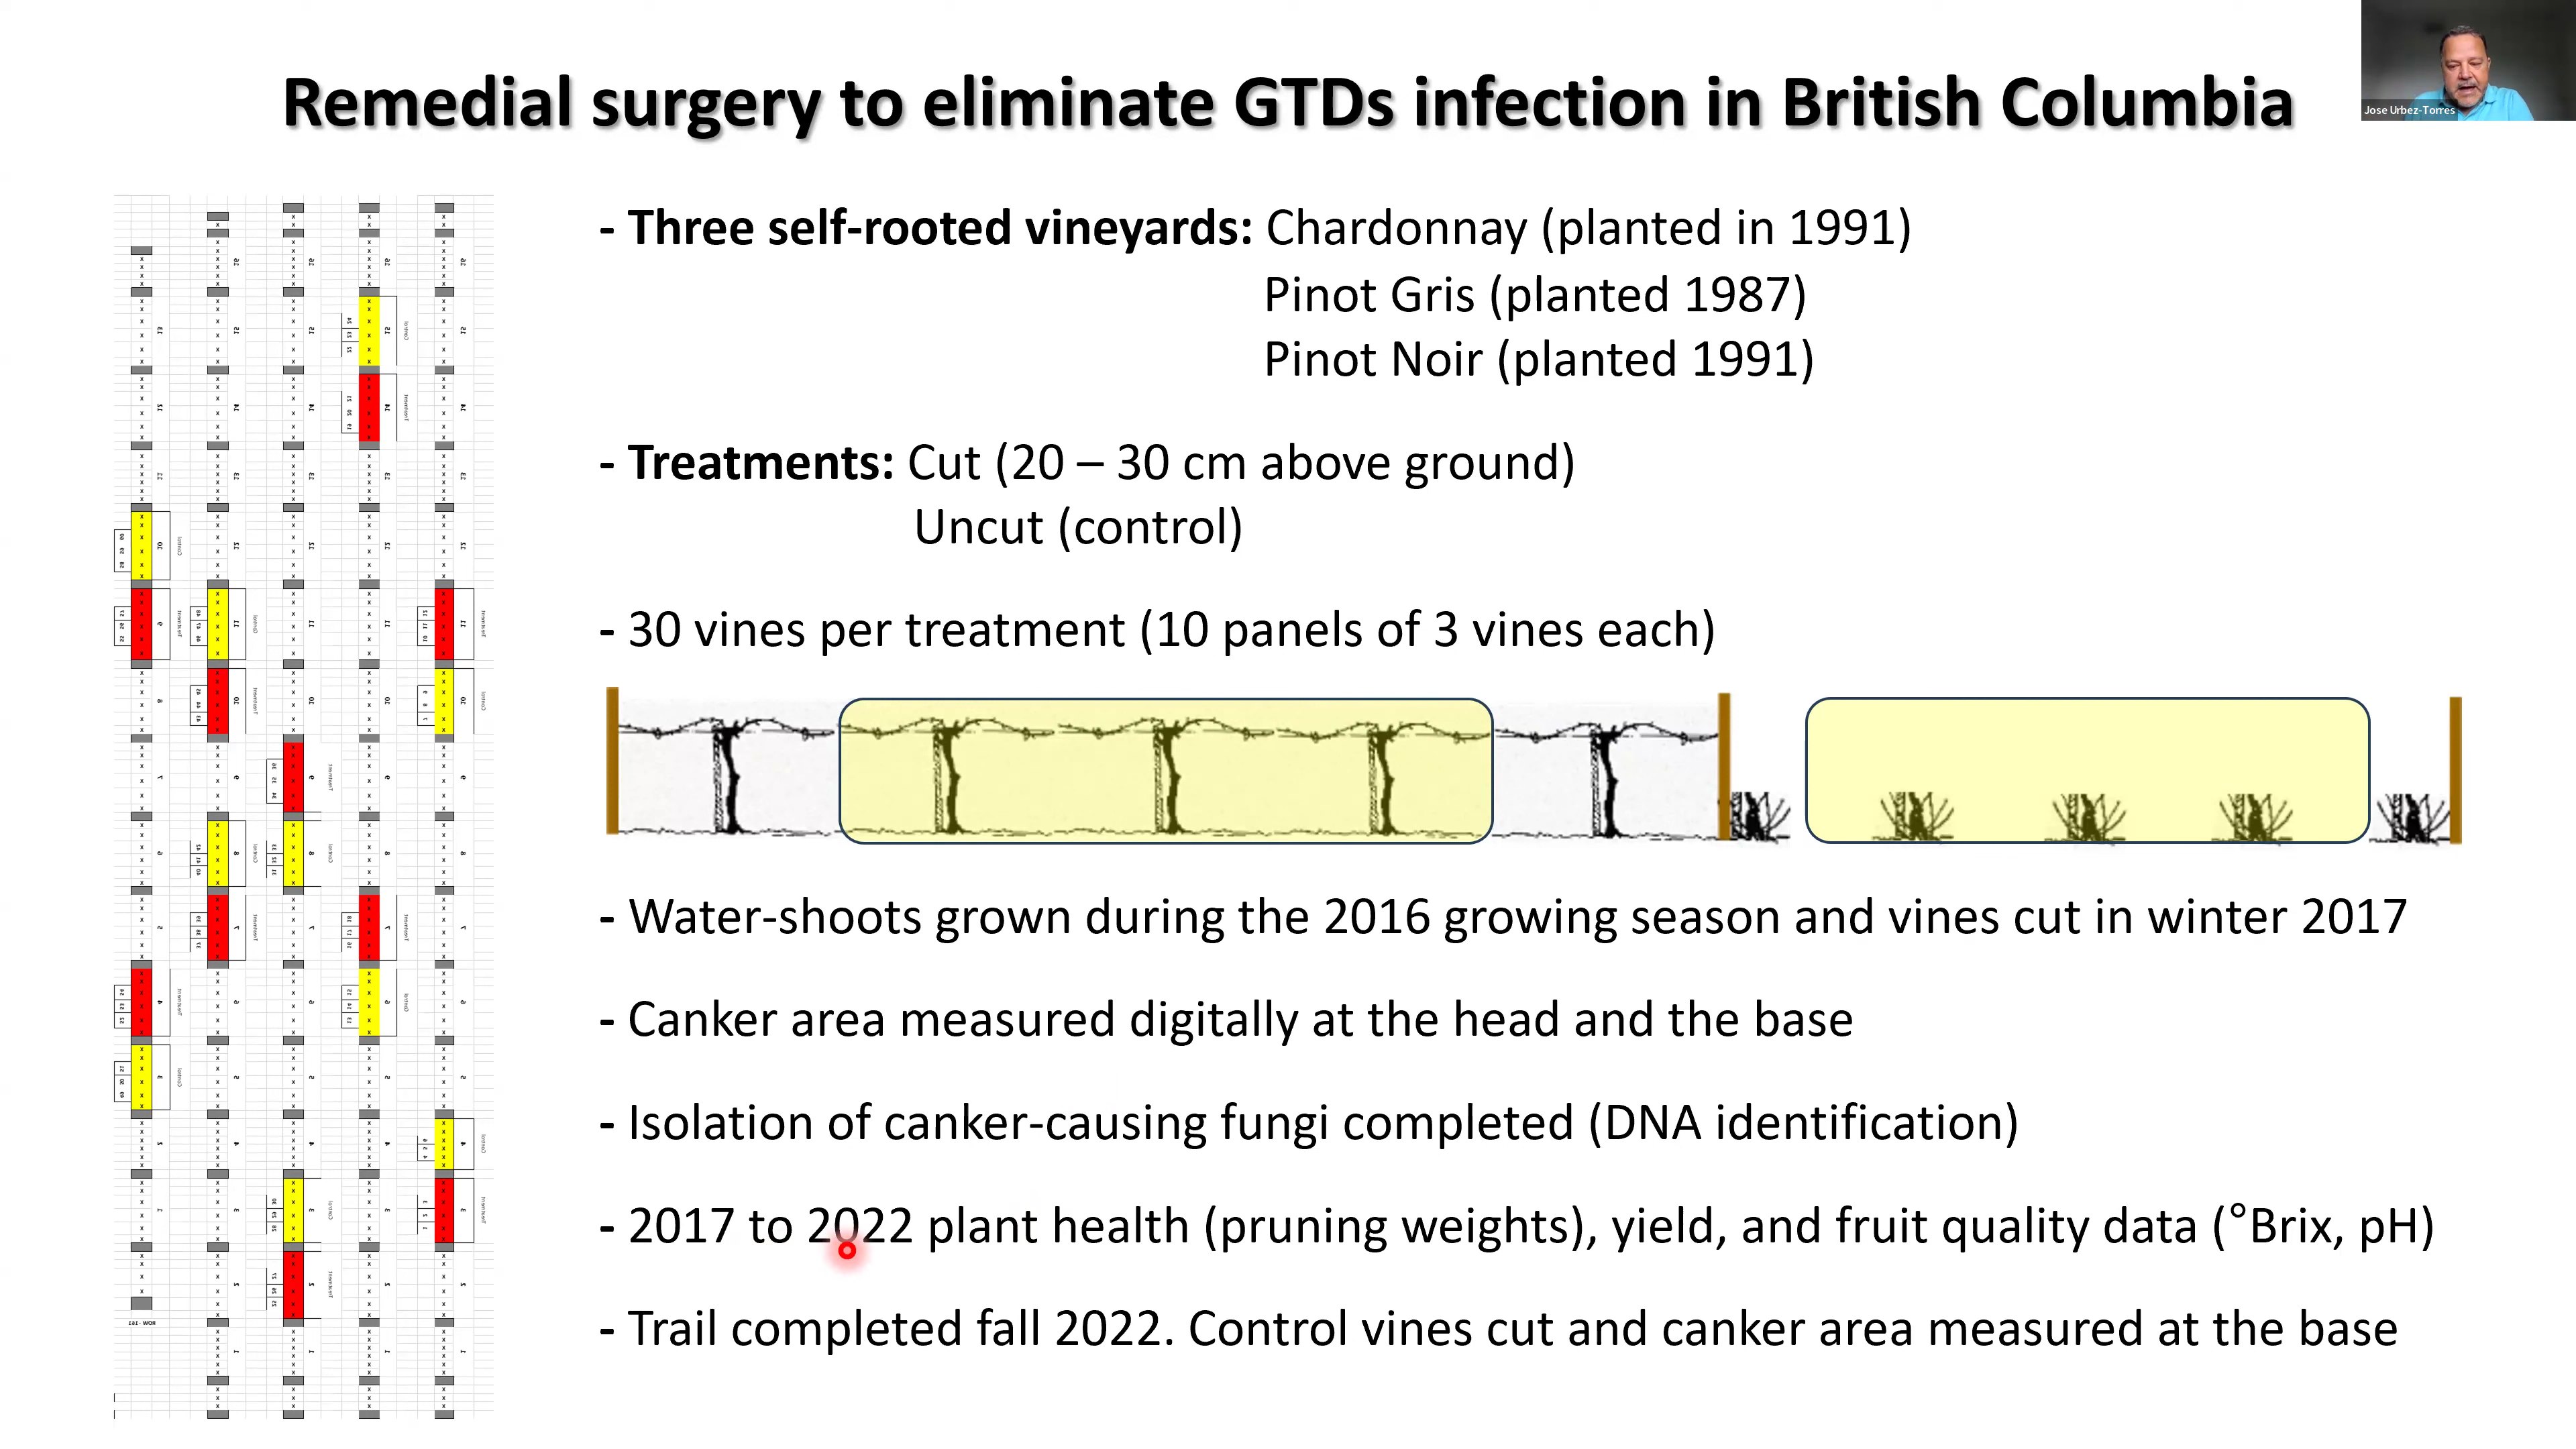 Remedial surgery to eliminate GTDs infection in British Columbia
Jose Urbez-Torres
- Three self-rooted vineyards: Chardonnay (planted in 1991)
Pinot Gris (planted 1987)
Pinot Noir (planted 1991)
- Treatments: Cut (20 – 30 cm above ground)
Uncut (control)
- 30 vines per treatment (10 panels of 3 vines each)
- Water-shoots grown during the 2016 growing season and vines cut in winter 2017
- Canker area measured digitally at the head and the base
- Isolation of canker-causing fungi completed (DNA identification)
- 2017 to 2022 plant health (pruning weights), yield, and fruit quality data (°Brix, pH)
- Trail completed fall 2022. Control vines cut and canker area measured at the base